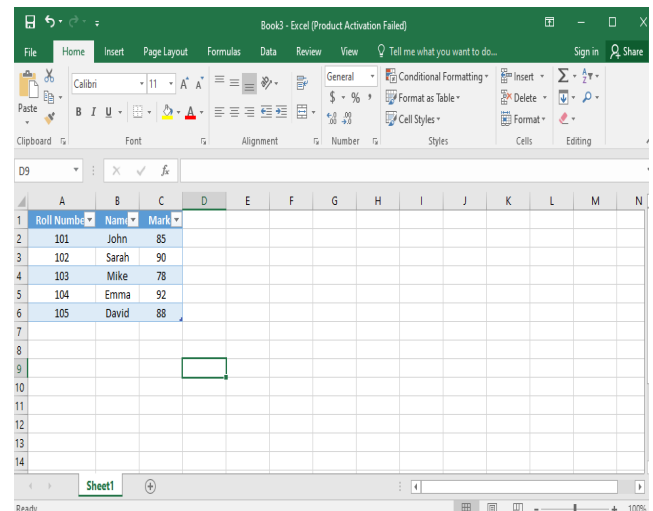 Book3 - Excel (Product Activation Failed)
File Home Insert Page Layout Formulas Data Review View Tell me what you want to do... Sign in Share
Paste
Calibri 11 A A
B I U A
General
$ % ,
.00 .0
Conditional Formatting
Format as Table
Cell Styles
Insert
Delete
Format
Clipboard Font Alignment Number Styles Cells Editing
D9 fx
A B C D E F G H I J K L M N
1 Roll Numbe Name Mark
2 101 John 85
3 102 Sarah 90
4 103 Mike 78
5 104 Emma 92
6 105 David 88
7
8
9
10
11
12
13
14
Sheet1
Ready 100%